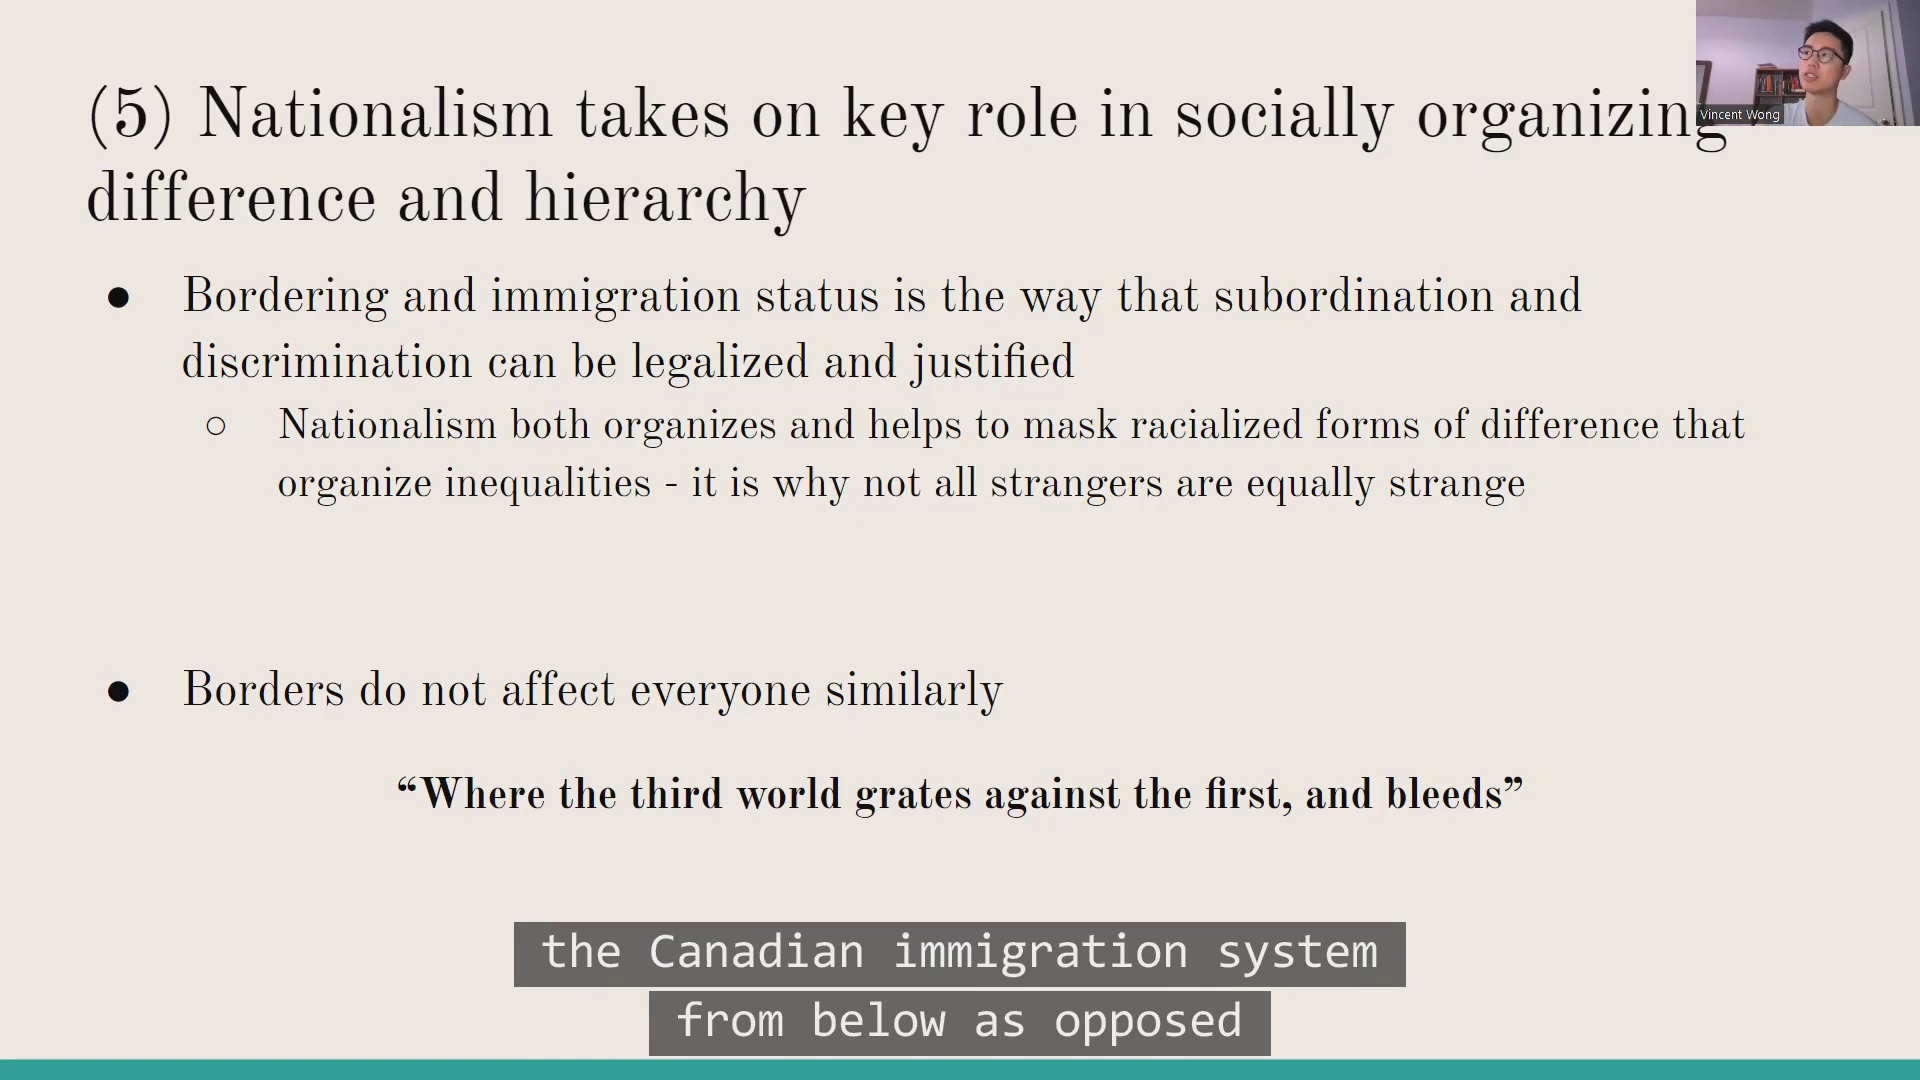 (5) Nationalism takes on key role in socially organizing
difference and hierarchy
● Bordering and immigration status is the way that subordination and
discrimination can be legalized and justified
○ Nationalism both organizes and helps to mask racialized forms of difference that
organize inequalities - it is why not all strangers are equally strange
● Borders do not affect everyone similarly
“Where the third world grates against the first, and bleeds”
the Canadian immigration system
from below as opposed
Vincent Wong